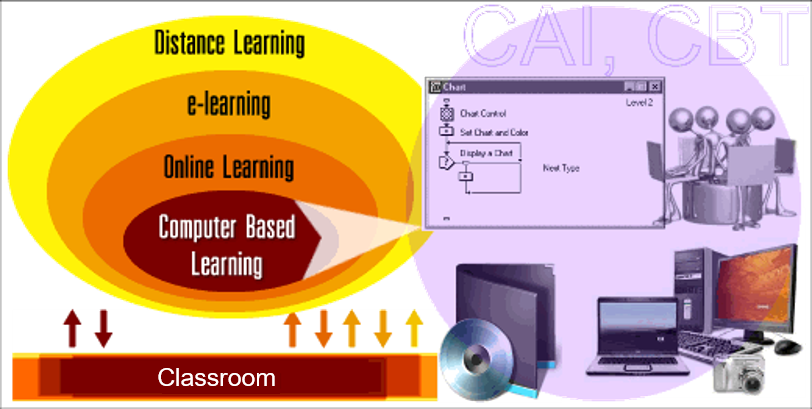 CAI, CBT
Distance Learning
e-learning
Online Learning
Computer Based
Learning
Chart
Level 2
Chart Control
Set Chart and Color
Display a Chart
Next Type
?
Classroom